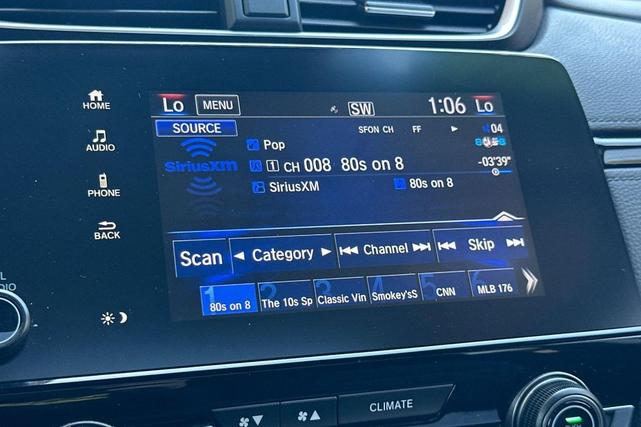 Lo MENU SW 1:06 Lo
HOME
SOURCE SFON CH FF 04
SiriusXM Pop
AUDIO
1 CH 008 80s on 8 -03'39"
SiriusXM 80s on 8
PHONE
BACK
Scan Category Channel Skip
1 80s on 8
2 The 10s Sp
3 Classic Vin
4 Smokey'sS
5 CNN
6 MLB 176
CLIMATE